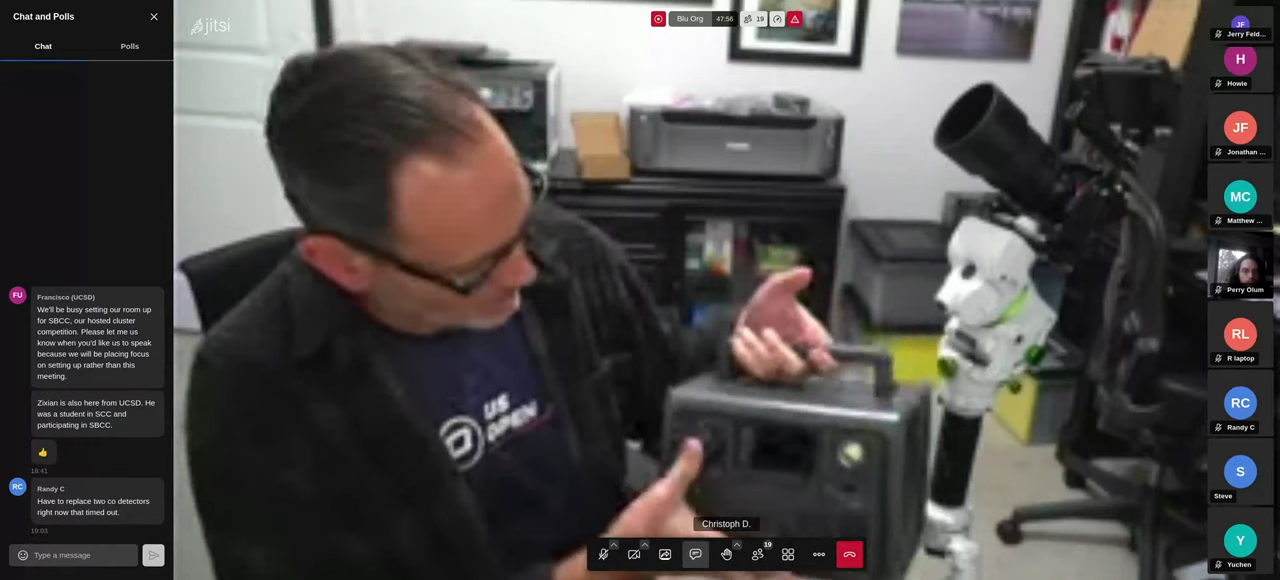 Chat and Polls
Chat
Polls
FU
Francisco (UCSD)
We'll be busy setting our room up
for SBCC, our hosted cluster
competition. Please let me us
know when you'd like us to speak
because we will be placing focus
on setting up rather than this
meeting.
Zixian is also here from UCSD. He
was a student in SCC and
participating in SBCC.
18:41
RC
Randy C
Have to replace two co detectors
right now that timed out.
19:03
Type a message
jitsi
Blu Org
47:56
19
US
OPEN
Christoph D.
19
JF
Jerry Feld...
H
Howie
JF
Jonathan ...
MC
Matthew ...
Perry Olum
RL
R laptop
RC
Randy C
S
Steve
Y
Yuchen